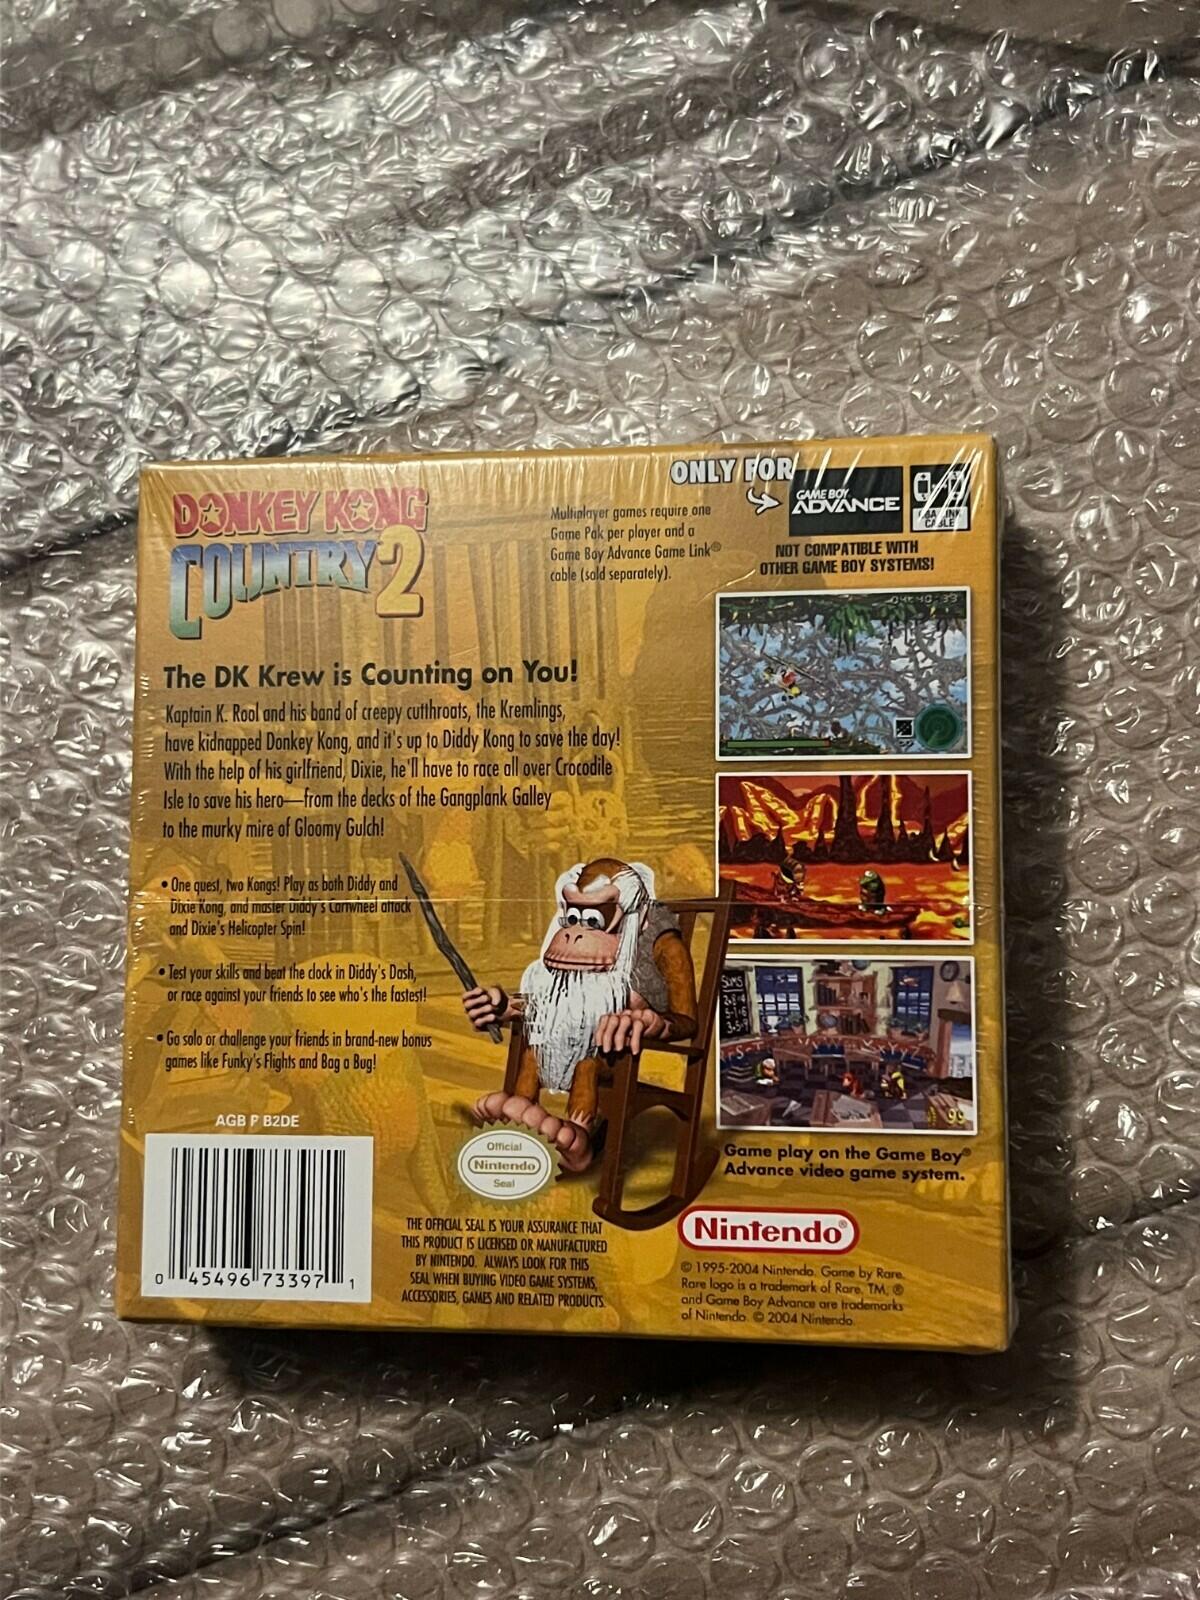 DONKEY KONG
COUNTRY 2
Multiplayer games require one
Game Pak per player and a
Game Boy Advance Game Link®
cable (sold separately).
ONLY FOR
GAME BOY
ADVANCE
GBA LINK
CABLE
NOT COMPATIBLE WITH
OTHER GAME BOY SYSTEMS!
The DK Krew is Counting on You!
Kaptain K. Rool and his band of creepy cutthroats, the Kremlings,
have kidnapped Donkey Kong, and it's up to Diddy Kong to save the day!
With the help of his girlfriend, Dixie, he'll have to race all over Crocodile
Isle to save his hero—from the decks of the Gangplank Galley
to the murky mire of Gloomy Gulch!
• One quest, two Kongs! Play as both Diddy and
Dixie Kong, and master Diddy's Cartwheel attack
and Dixie's Helicopter Spin!
• Test your skills and beat the clock in Diddy's Dash,
or race against your friends to see who's the fastest!
• Go solo or challenge your friends in brand-new bonus
games like Funky's Flights and Bag a Bug!
99
Game play on the Game Boy®
Advance video game system.
AGB P B2DE
0 45496 73397 1
Official
Nintendo
Seal
THE OFFICIAL SEAL IS YOUR ASSURANCE THAT
THIS PRODUCT IS LICENSED OR MANUFACTURED
BY NINTENDO. ALWAYS LOOK FOR THIS
SEAL WHEN BUYING VIDEO GAME SYSTEMS,
ACCESSORIES, GAMES AND RELATED PRODUCTS.
Nintendo®
© 1995-2004 Nintendo. Game by Rare.
Rare logo is a trademark of Rare. TM, ®
and Game Boy Advance are trademarks
of Nintendo. © 2004 Nintendo.